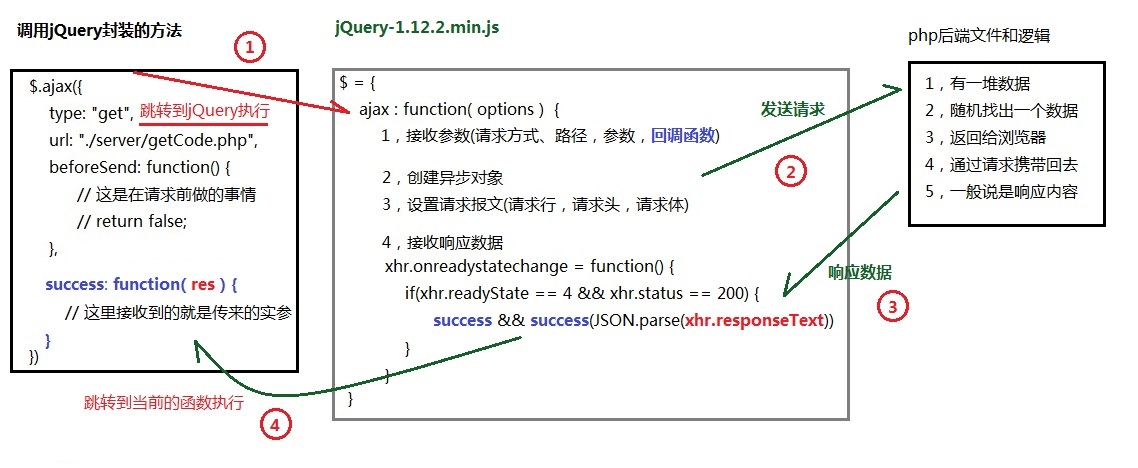 调用jQuery封装的方法
①
$.ajax({
type: "get", 跳转到jQuery执行
url: "./server/getCode.php",
beforeSend: function() {
// 这是在请求前做的事情
// return false;
},
success: function( res ) {
// 这里接收到的就是传来的实参
}
})
跳转到当前的函数执行
④
jQuery-1.12.2.min.js
$ = {
ajax : function( options ) {
1，接收参数(请求方式、路径，参数，回调函数)
2，创建异步对象
3，设置请求报文(请求行，请求头，请求体)
4，接收响应数据
xhr.onreadystatechange = function() {
if(xhr.readyState == 4 && xhr.status == 200) {
success && success(JSON.parse(xhr.responseText))
}
}
}
发送请求
②
响应数据
③
php后端文件和逻辑
1，有一堆数据
2，随机找出一个数据
3，返回给浏览器
4，通过请求携带回去
5，一般说是响应内容